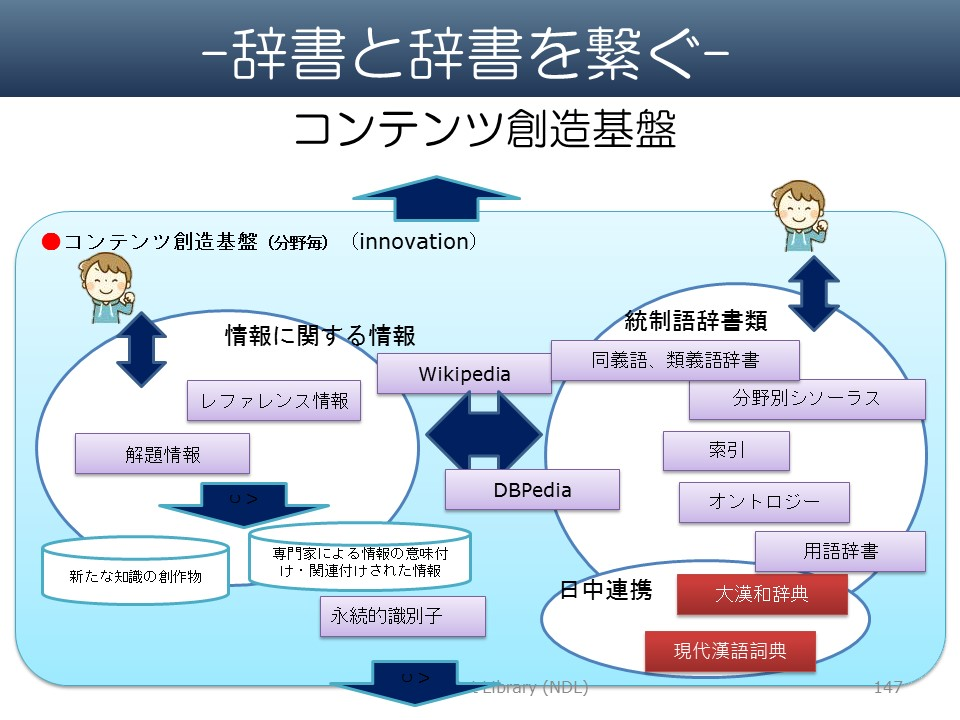 -辞書と辞書を繋ぐ-
コンテンツ創造基盤
●コンテンツ創造基盤（分野毎）（innovation）
情報に関する情報
統制語辞書類
Wikipedia
同義語、類義語辞書
レファレンス情報
分野別シソーラス
解題情報
索引
DBPedia
オントロジー
新たな知識の創作物
専門家による情報の意味付
け・関連付けされた情報
用語辞書
永続的識別子
日中連携
大漢和辞典
現代漢語詞典
Library (NDL)
147